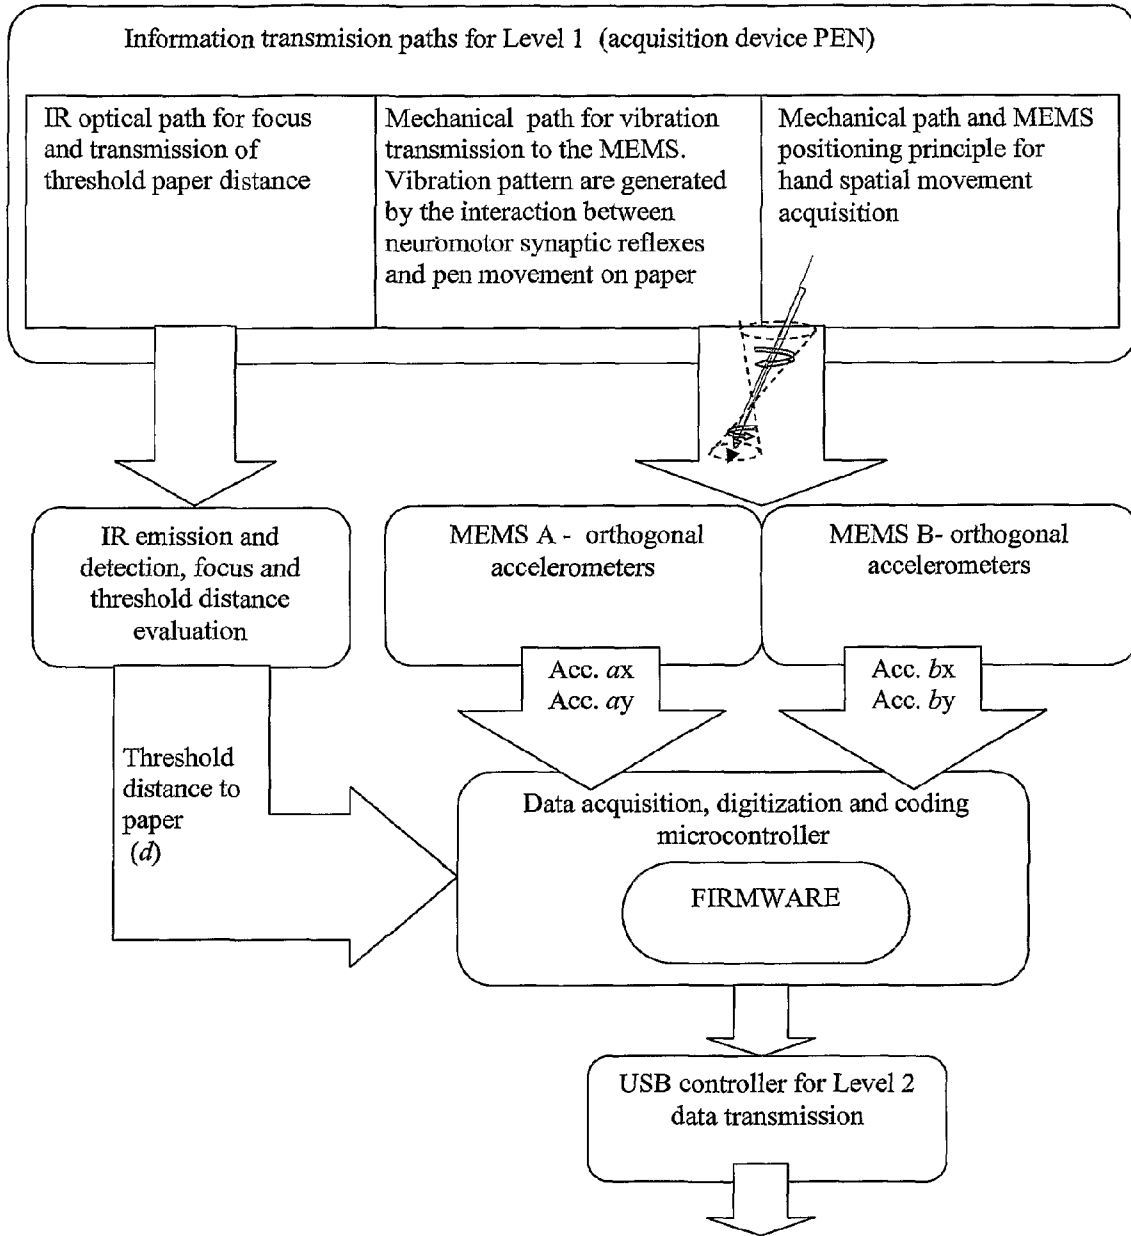 Information transmision paths for Level 1 (acquisition device PEN)
IR optical path for focus
and transmission of
threshold paper distance
Mechanical path for vibration
transmission to the MEMS.
Vibration pattern are generated
by the interaction between
neuromotor synaptic reflexes
and pen movement on paper
Mechanical path and MEMS
positioning principle for
hand spatial movement
acquisition
IR emission and
detection, focus and
threshold distance
evaluation
MEMS A - orthogonal
accelerometers
MEMS B- orthogonal
accelerometers
Acc. ax
Acc. ay
Acc. bx
Acc. by
Threshold
distance to
paper
(d)
Data acquisition, digitization and coding
microcontroller
FIRMWARE
USB controller for Level 2
data transmission